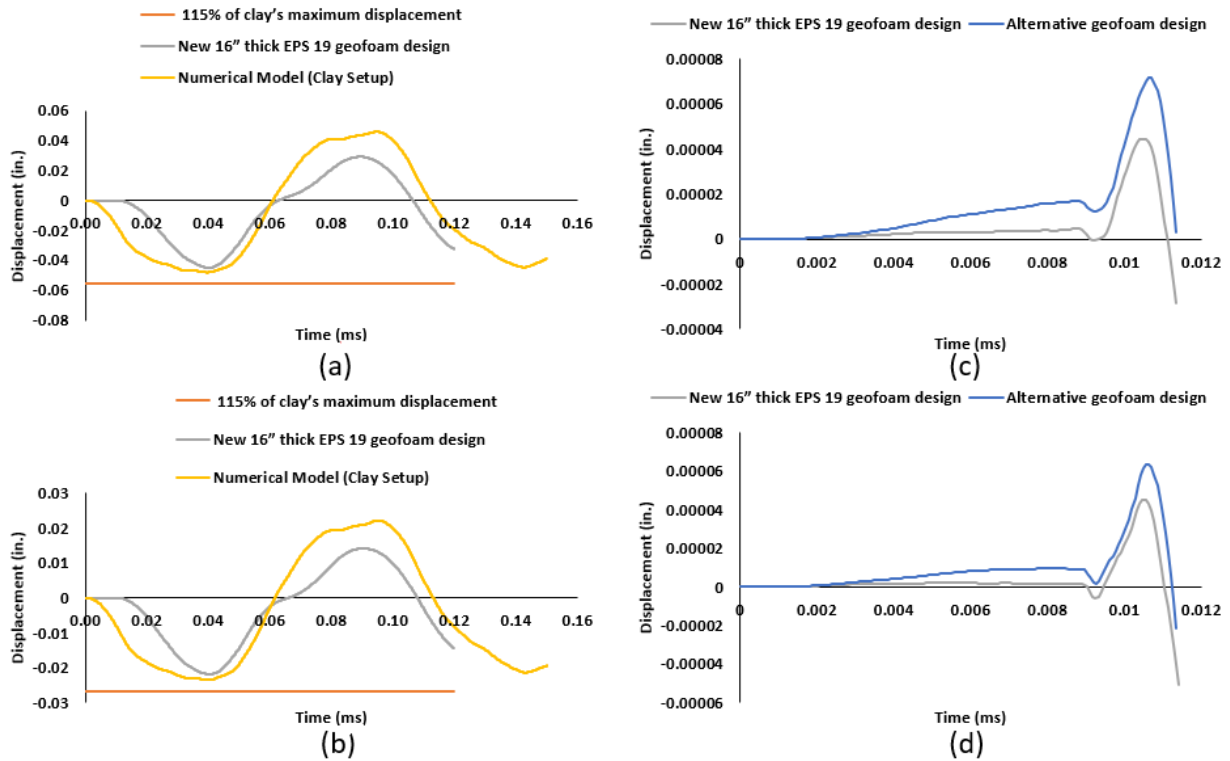 115% of clay's maximum displacement
New 16” thick EPS 19 geofoam design
Numerical Model (Clay Setup)
0.06
0.04
0.02
0
-0.02
-0.04
-0.06
-0.08
0.00 0.02 0.04 0.06 0.08 0.10 0.12 0.14 0.16
Displacement (in.)
Time (ms)
(a)
115% of clay's maximum displacement
New 16” thick EPS 19 geofoam design
Numerical Model (Clay Setup)
0.03
0.02
0.01
0
-0.01
-0.02
-0.03
0.00 0.02 0.04 0.06 0.08 0.10 0.12 0.14 0.16
Displacement (in.)
Time (ms)
(b)
New 16” thick EPS 19 geofoam design Alternative geofoam design
0.00008
0.00006
0.00004
0.00002
0
-0.00002
-0.00004
0 0.002 0.004 0.006 0.008 0.01 0.012
Displacement (in.)
Time (ms)
(c)
New 16” thick EPS 19 geofoam design Alternative geofoam design
0.00008
0.00006
0.00004
0.00002
0
-0.00002
-0.00004
-0.00006
0 0.002 0.004 0.006 0.008 0.01 0.012
Displacement (in.)
Time (ms)
(d)